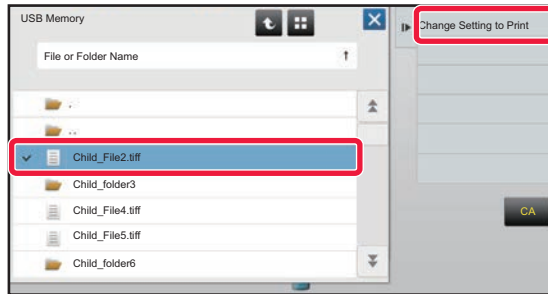 USB Memory
Change Setting to Print
File or Folder Name
.
..
Child_File2.tiff
Child_folder3
Child_File4.tiff
Child_File5.tiff
Child_folder6
CA